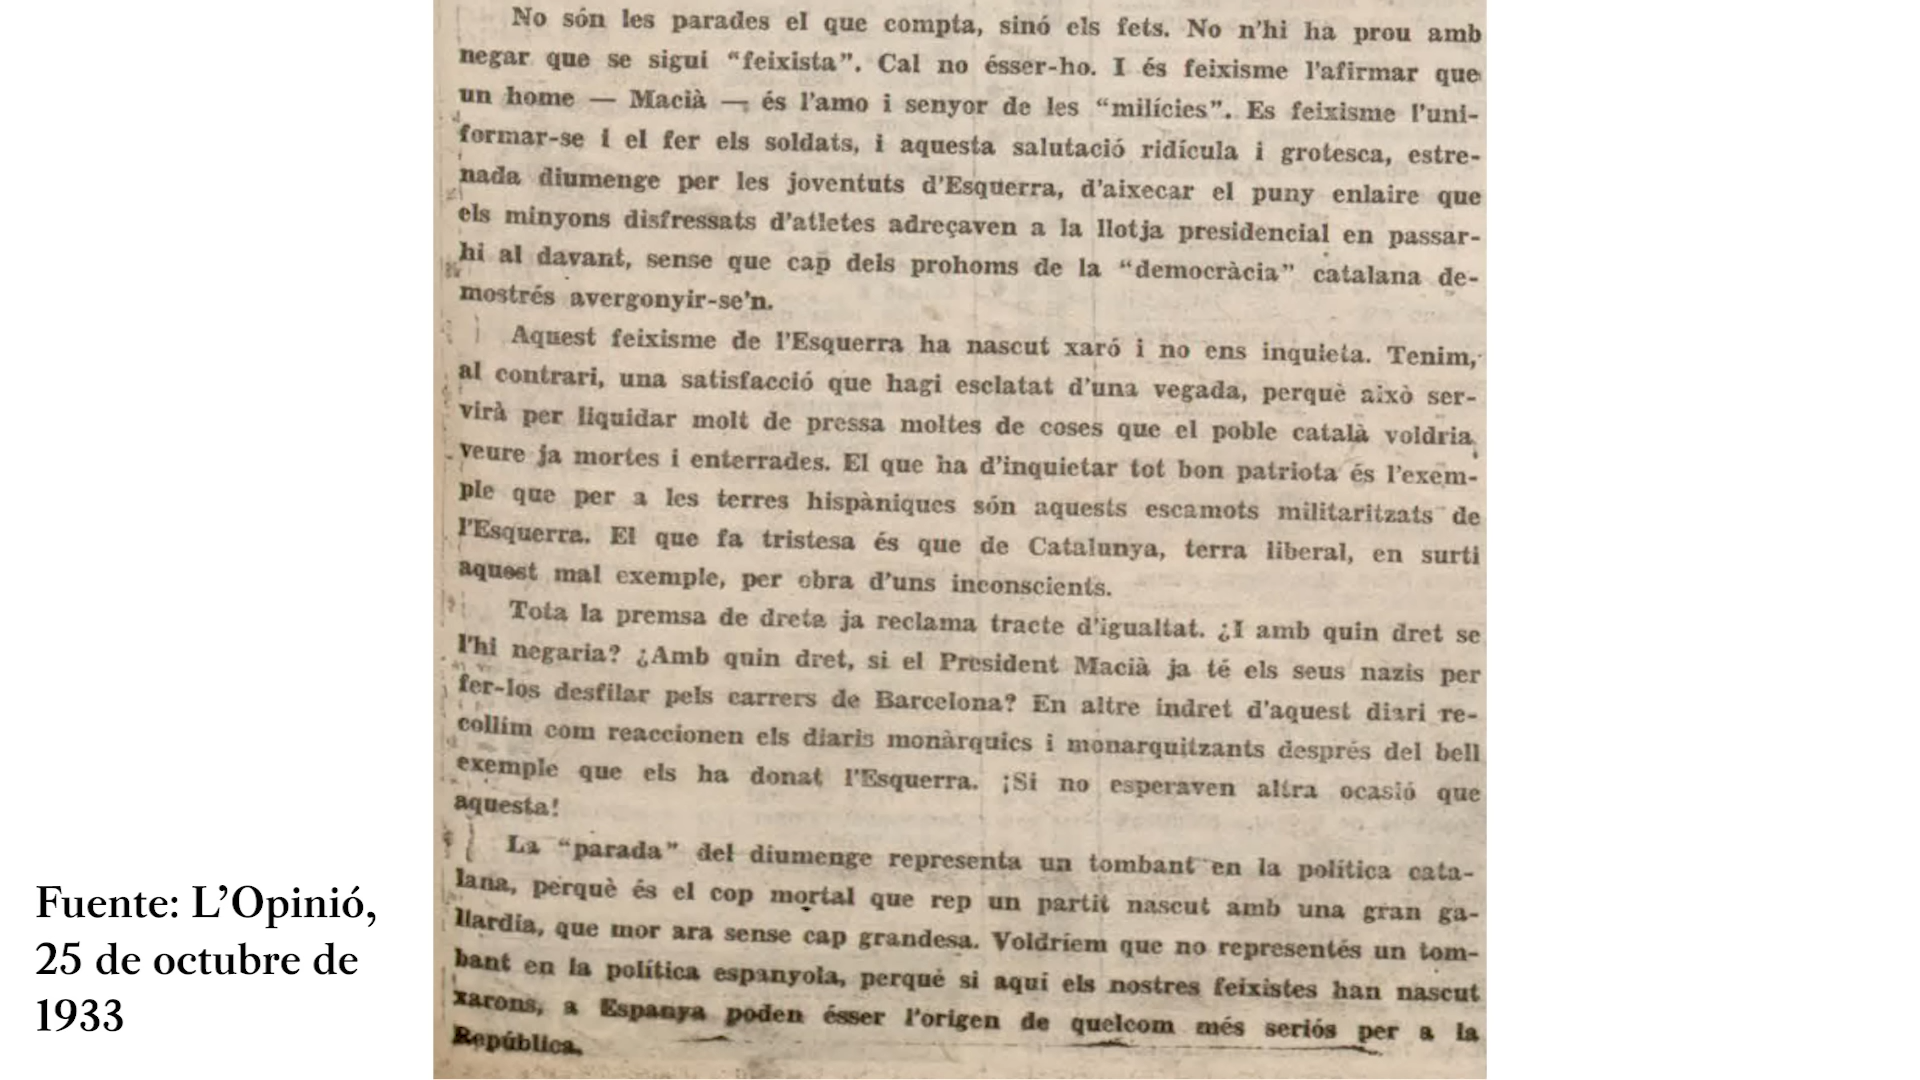 No són les parades el que compta, sinó els fets. No n'hi ha prou amb
negar que se sigui “feixista”. Cal no ésser-ho. I és feixisme l'afirmar que
un home — Macià — és l'amo i senyor de les “milícies”. Es feixisme l'uni-
formar-se i el fer els soldats, i aquesta salutació ridícula i grotesca, estre-
nada diumenge per les joventuts d'Esquerra, d'aixecar el puny enlaire que
els minyons disfressats d'atletes adreçaven a la llotja presidencial en passar-
hi al davant, sense que cap dels prohoms de la “democràcia” catalana de-
mostrés avergonyir-se'n.
Aquest feixisme de l'Esquerra ha nascut xaró i no ens inquieta. Tenim,
al contrari, una satisfacció que hagi esclatat d'una vegada, perquè això ser-
virà per liquidar molt de pressa moltes de coses que el poble català voldria
veure ja mortes i enterrades. El que ha d'inquietar tot bon patriota és l'exem-
ple que per a les terres hispàniques són aquests escamots militaritzats de
l'Esquerra. El que fa tristesa és que de Catalunya, terra liberal, en surti
aquest mal exemple, per obra d'uns inconscients.
Tota la premsa de dreta ja reclama tracte d'igualtat. ¿I amb quin dret se
l'hi negaria? ¿Amb quin dret, si el President Macià ja té els seus nazis per
fer-los desfilar pels carrers de Barcelona? En altre indret d'aquest diari re-
collim com reaccionen els diaris monàrquics i monarquitzants després del bell
exemple que els ha donat l'Esquerra. ¡Si no esperaven altra ocasió que
aquesta!
La “parada” del diumenge representa un tombant en la política cata-
lana, perquè és el cop mortal que rep un partit nascut amb una gran ga-
llardia, que mor ara sense cap grandesa. Voldríem que no representés un tom-
bant en la política espanyola, perquè si aquí els nostres feixistes han nascut
xarons, a Espanya poden ésser l'origen de quelcom més seriós per a la
República.
Fuente: L’Opinió,
25 de octubre de
1933